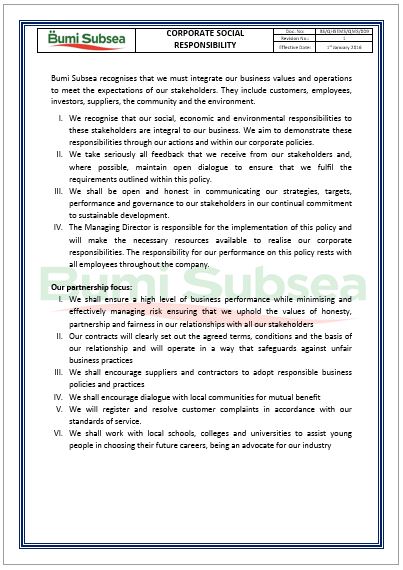 Bumi Subsea
CORPORATE SOCIAL
RESPONSIBILITY
Doc. No:
Revision No.:
1
Effective Date:
1st January 2016
Bumi Subsea recognises that we must integrate our business values and operations
to meet the expectations of our stakeholders. They include customers, employees,
investors, suppliers, the community and the environment.
I. We recognise that our social, economic and environmental responsibilities to
these stakeholders are integral to our business. We aim to demonstrate these
responsibilities through our actions and within our corporate policies.
II. We take seriously all feedback that we receive from our stakeholders and,
where possible, maintain open dialogue to ensure that we fulfil the
requirements outlined within this policy.
III. We shall be open and honest in communicating our strategies, targets,
performance and governance to our stakeholders in our continual commitment
to sustainable development.
IV. The Managing Director is responsible for the implementation of this policy and
will make the necessary resources available to realise our corporate
responsibilities. The responsibility for our performance on this policy rests with
all employees throughout the company.
Bumi Subsea
Our partnership focus:
I. We shall ensure a high level of business performance while minimising and
effectively managing risk ensuring that we uphold the values of honesty,
partnership and fairness in our relationships with all our stakeholders
II. Our contracts will clearly set out the agreed terms, conditions and the basis of
our relationship and will operate in a way that safeguards against unfair
business practices
III. We shall encourage suppliers and contractors to adopt responsible business
policies and practices
IV. We shall encourage dialogue with local communities for mutual benefit
V. We will register and resolve customer complaints in accordance with our
standards of service.
VI. We shall work with local schools, colleges and universities to assist young
people in choosing their future careers, being an advocate for our industry